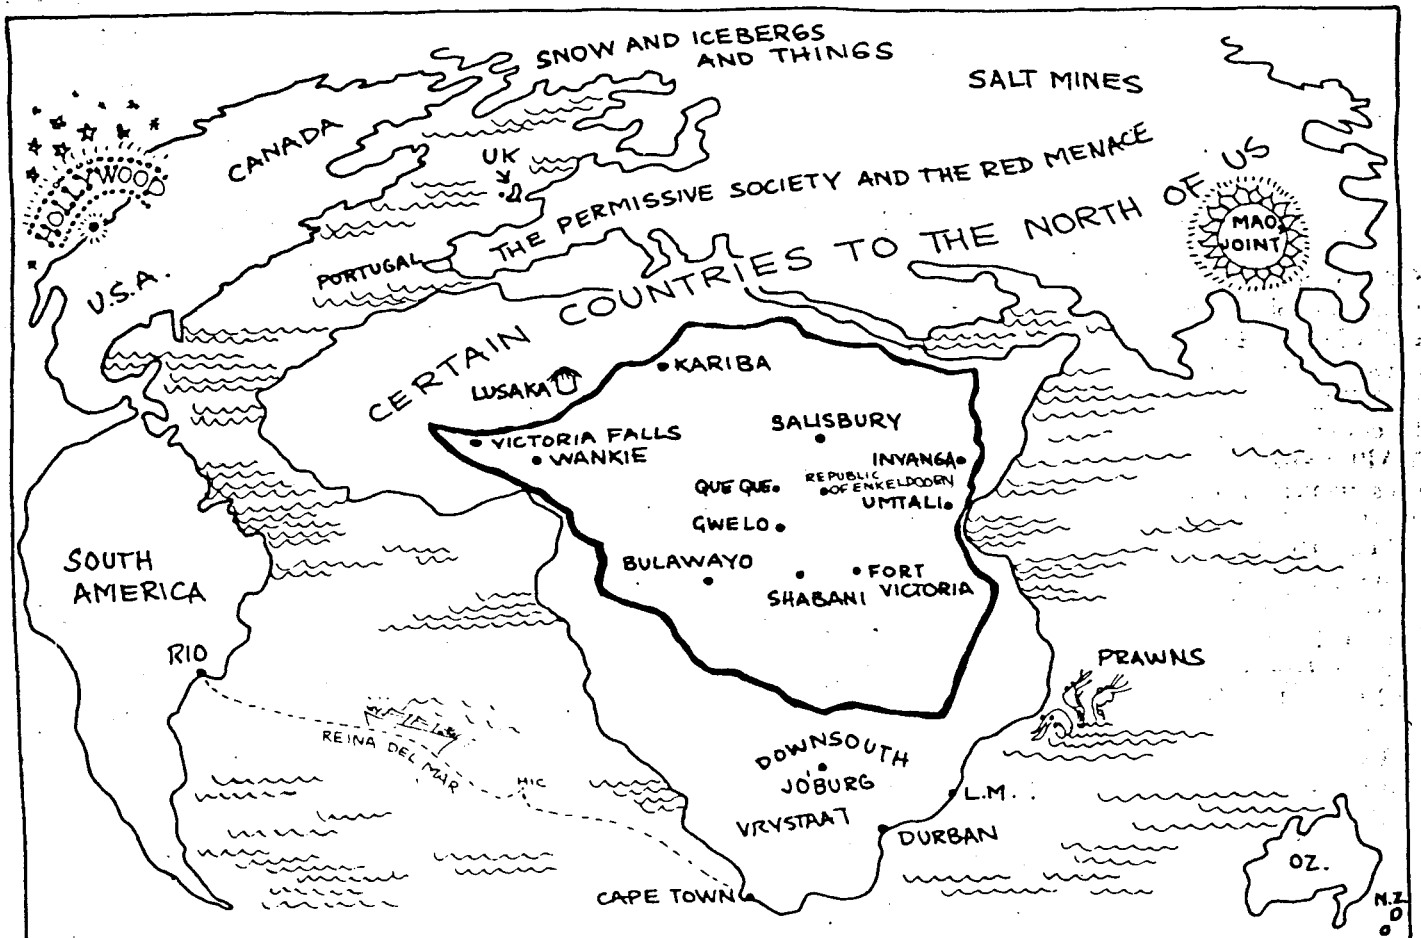 SNOW AND ICEBERGS
AND THINGS
SALT MINES
CANADA
HOLLYWOOD
UK
THE PERMISSIVE SOCIETY AND THE RED MENACE
CERTAIN COUNTRIES TO THE NORTH OF US
MAO
JOINT
U.S.A.
PORTUGAL
LUSAKA
KARIBA
VICTORIA FALLS
WANKIE
SALISBURY
INYANGA
QUE QUE
REPUBLIC
OF ENKELDOORN
UMTALI
GWELO
BULAWAYO
SHABANI
FORT
VICTORIA
SOUTH
AMERICA
RIO
REINA DEL MAR
HIC
PRAWNS
DOWNSOUTH
JO'BURG
VRYSTAAT
L.M.
DURBAN
CAPE TOWN
OZ.
N.Z